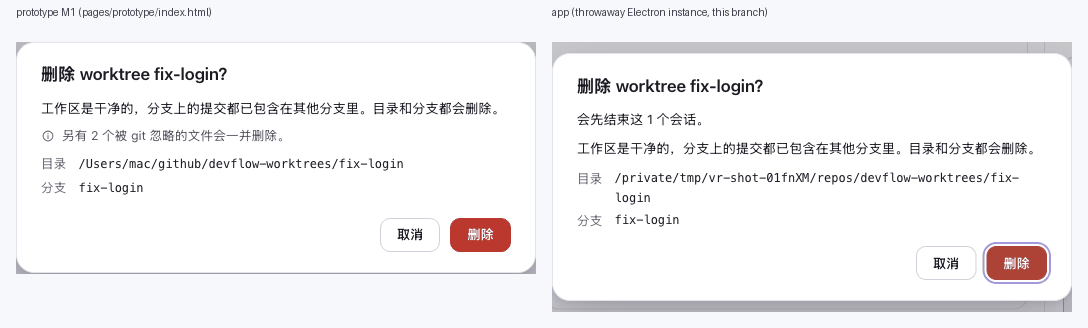 prototype M1 (pages/prototype/index.html)
删除 worktree fix-login?
工作区是干净的，分支上的提交都已包含在其他分支里。目录和分支都会删除。
另有 2 个被 git 忽略的文件会一并删除。
目录 /Users/mac/github/devflow-worktrees/fix-login
分支 fix-login
取消 删除
app (throwaway Electron instance, this branch)
删除 worktree fix-login?
会先结束这 1 个会话。
工作区是干净的，分支上的提交都已包含在其他分支里。目录和分支都会删除。
目录 /private/tmp/vr-shot-01fnXM/repos/devflow-worktrees/fix-
login
分支 fix-login
取消 删除